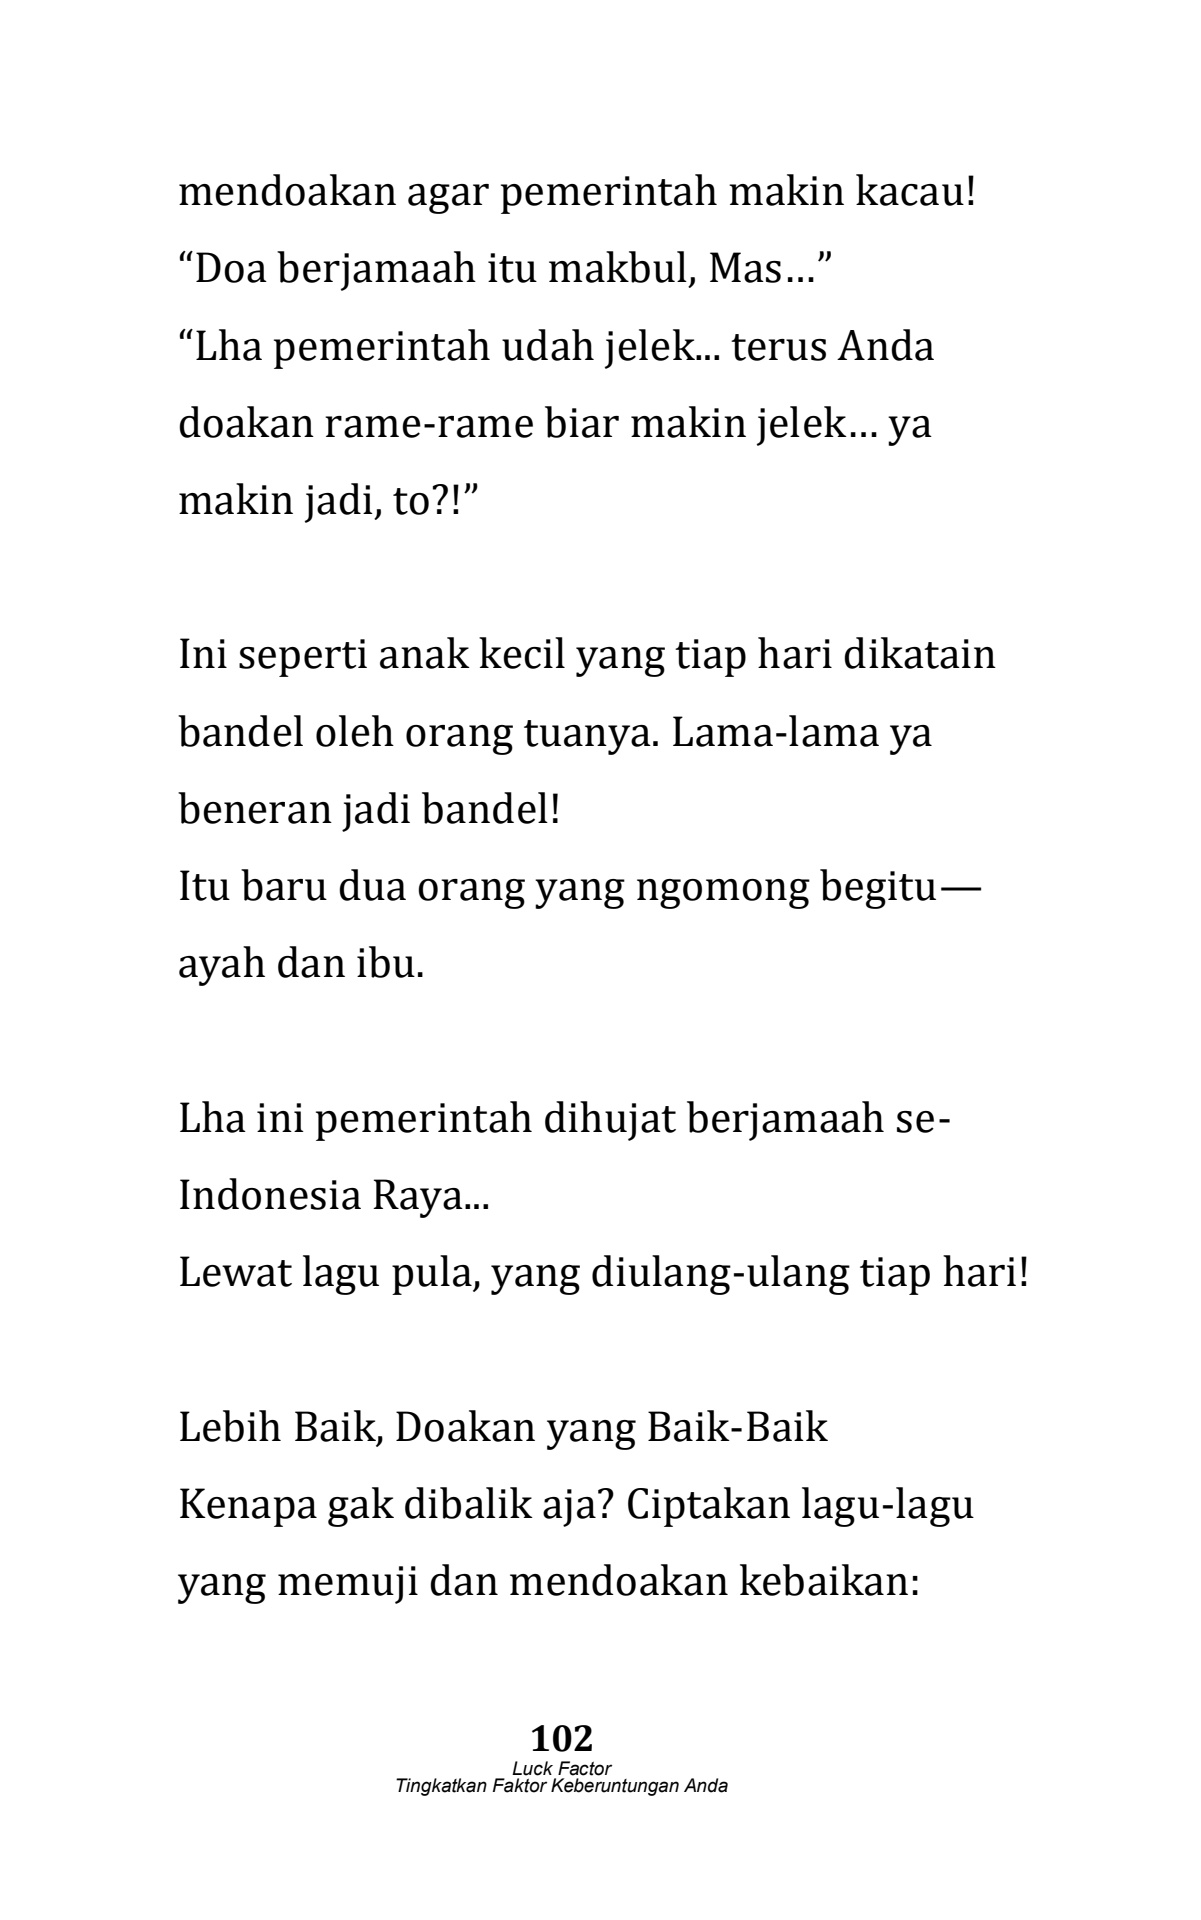 mendoakan agar pemerintah makin kacau!
“Doa berjamaah itu makbul, Mas…”
“Lha pemerintah udah jelek... terus Anda
doakan rame-rame biar makin jelek… ya
makin jadi, to?!”
Ini seperti anak kecil yang tiap hari dikatain
bandel oleh orang tuanya. Lama-lama ya
beneran jadi bandel!
Itu baru dua orang yang ngomong begitu—
ayah dan ibu.
Lha ini pemerintah dihujat berjamaah se-
Indonesia Raya...
Lewat lagu pula, yang diulang-ulang tiap hari!
Lebih Baik, Doakan yang Baik-Baik
Kenapa gak dibalik aja? Ciptakan lagu-lagu
yang memuji dan mendoakan kebaikan:
102
Luck Factor
Tingkatkan Faktor Keberuntungan Anda